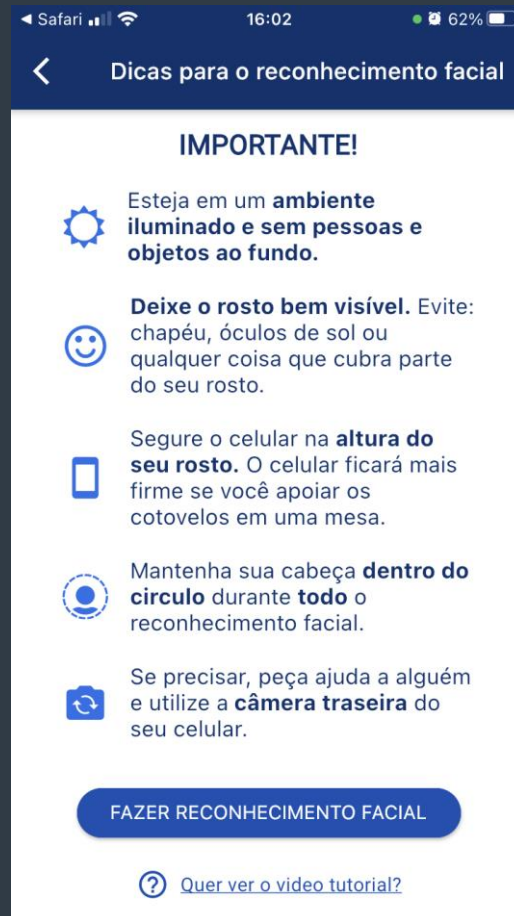 Safari
16:02
62%
Dicas para o reconhecimento facial
IMPORTANTE!
Esteja em um ambiente
iluminado e sem pessoas e
objetos ao fundo.
Deixe o rosto bem visível. Evite:
chapéu, óculos de sol ou
qualquer coisa que cubra parte
do seu rosto.
Segure o celular na altura do
seu rosto. O celular ficará mais
firme se você apoiar os
cotovelos em uma mesa.
Mantenha sua cabeça dentro do
circulo durante todo o
reconhecimento facial.
Se precisar, peça ajuda a alguém
e utilize a câmera traseira do
seu celular.
FAZER RECONHECIMENTO FACIAL
? Quer ver o video tutorial?